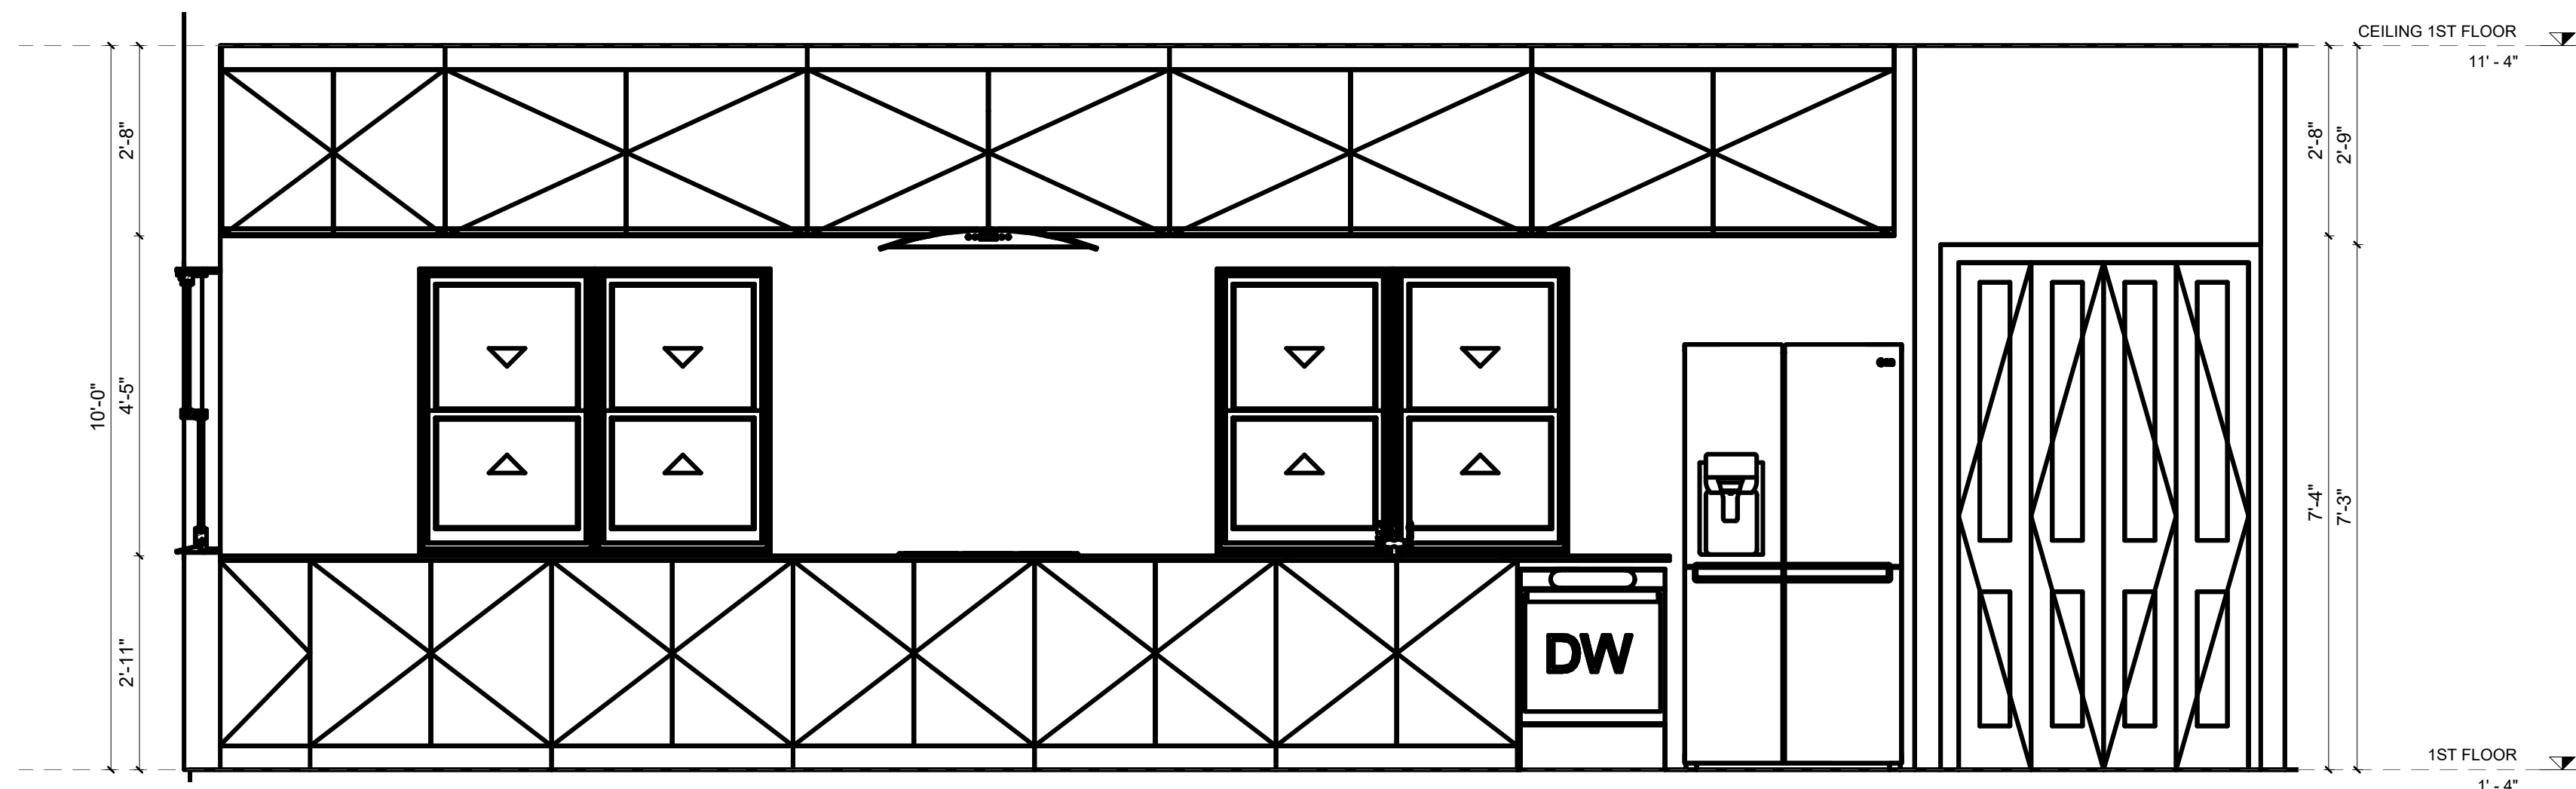 CEILING 1ST FLOOR
11' - 4"
2'-8"
2'-8"
2'-9"
10'-0"
4'-5"
7'-4"
7'-3"
2'-11"
DW
1ST FLOOR
1' - 4"